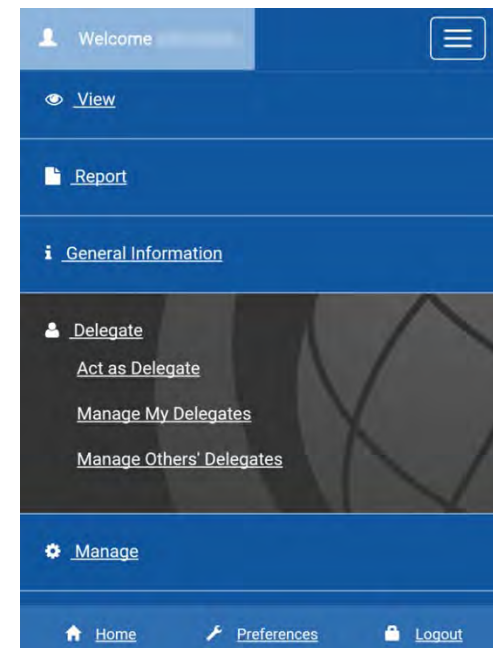 Welcome
View
Report
General Information
Delegate
Act as Delegate
Manage My Delegates
Manage Others' Delegates
Manage
Home Preferences Logout